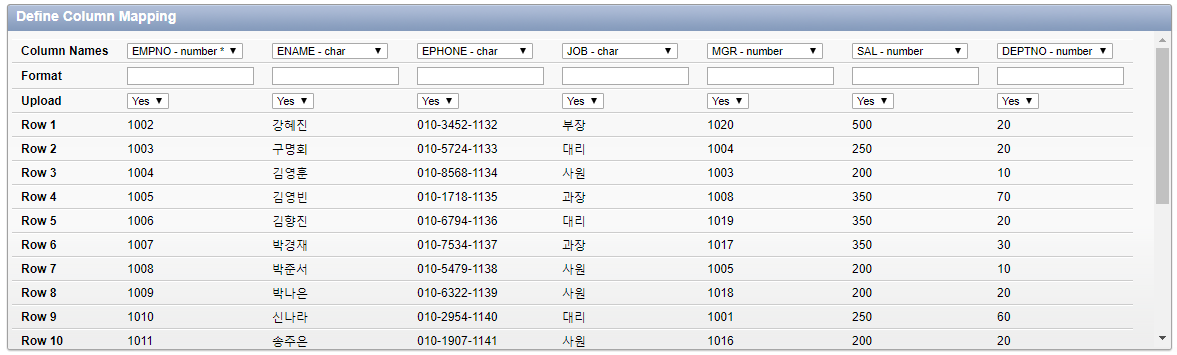 Define Column Mapping
Column Names EMPNO - number * ENAME - char EPHONE - char JOB - char MGR - number SAL - number DEPTNO - number
Format
Upload Yes Yes Yes Yes Yes Yes Yes
Row 1 1002 강혜진 010-3452-1132 부장 1020 500 20
Row 2 1003 구명회 010-5724-1133 대리 1004 250 20
Row 3 1004 김영훈 010-8568-1134 사원 1003 200 10
Row 4 1005 김영빈 010-1718-1135 과장 1008 350 70
Row 5 1006 김향진 010-6794-1136 대리 1019 350 20
Row 6 1007 박경재 010-7534-1137 과장 1017 350 30
Row 7 1008 박준서 010-5479-1138 사원 1005 200 10
Row 8 1009 박나은 010-6322-1139 사원 1018 200 20
Row 9 1010 신나라 010-2954-1140 대리 1001 250 60
Row 10 1011 송주은 010-1907-1141 사원 1016 200 20